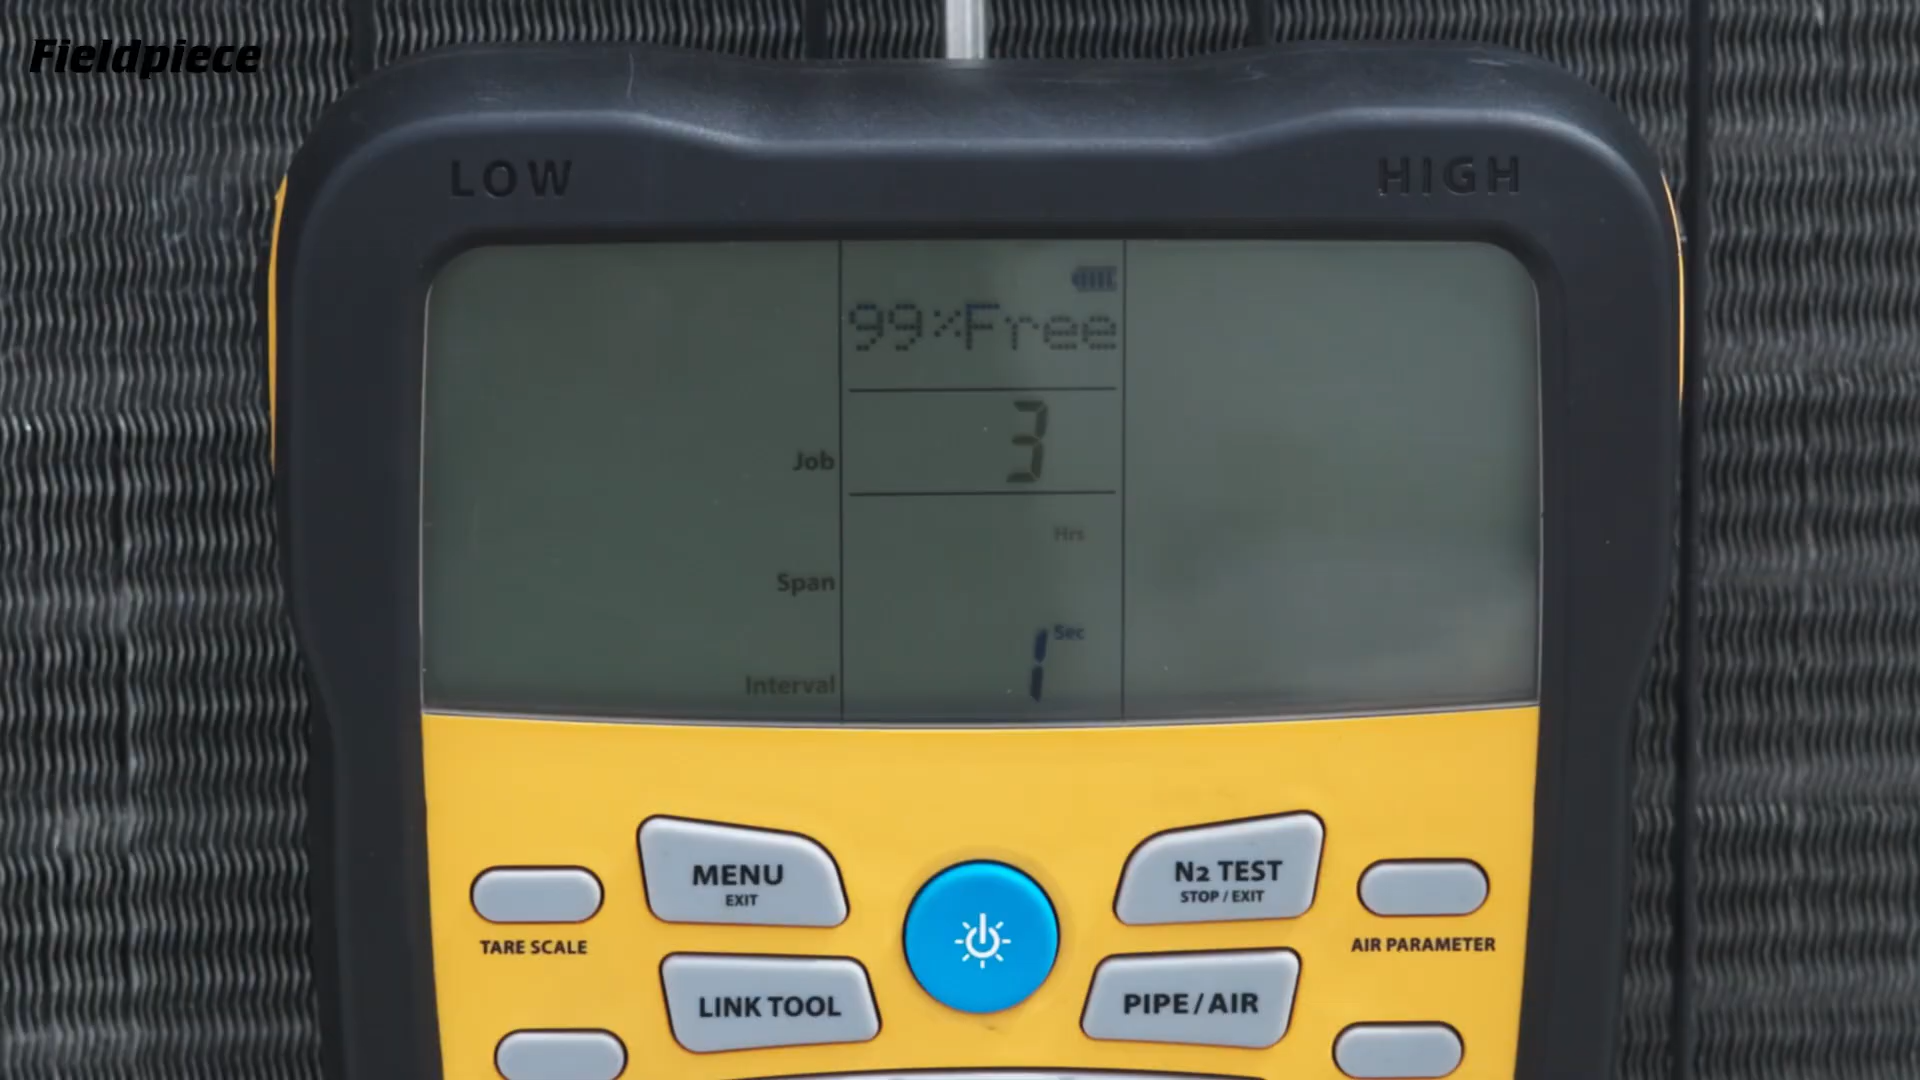 Fieldpiece
LOW
HIGH
99%Free
Job
3
Hrs
Span
Sec
Interval
1
MENU
EXIT
N2 TEST
STOP / EXIT
TARE SCALE
AIR PARAMETER
LINK TOOL
PIPE / AIR